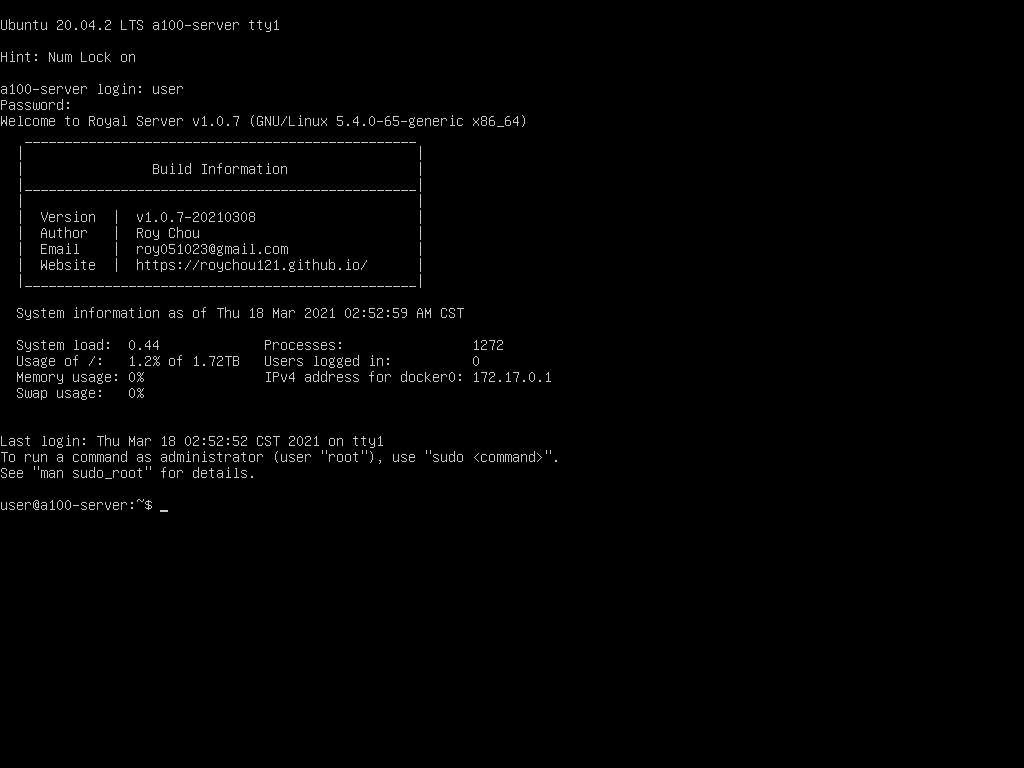 Ubuntu 20.04.2 LTS a100-server tty1
Hint: Num Lock on
a100-server login: user
Password:
Welcome to Royal Server v1.0.7 (GNU/Linux 5.4.0-65-generic x86_64)
Build Information
Version | v1.0.7-20210308
Author | Roy Chou
Email | roy051023@gmail.com
Website | https://roychou121.github.io/
System information as of Thu 18 Mar 2021 02:52:59 AM CST
System load: 0.44 Processes: 1272
Usage of /: 1.2% of 1.72TB Users logged in: 0
Memory usage: 0% IPv4 address for docker0: 172.17.0.1
Swap usage: 0%
Last login: Thu Mar 18 02:52:52 CST 2021 on tty1
To run a command as administrator (user "root"), use "sudo <command>".
See "man sudo_root" for details.
user@a100-server:~$ _